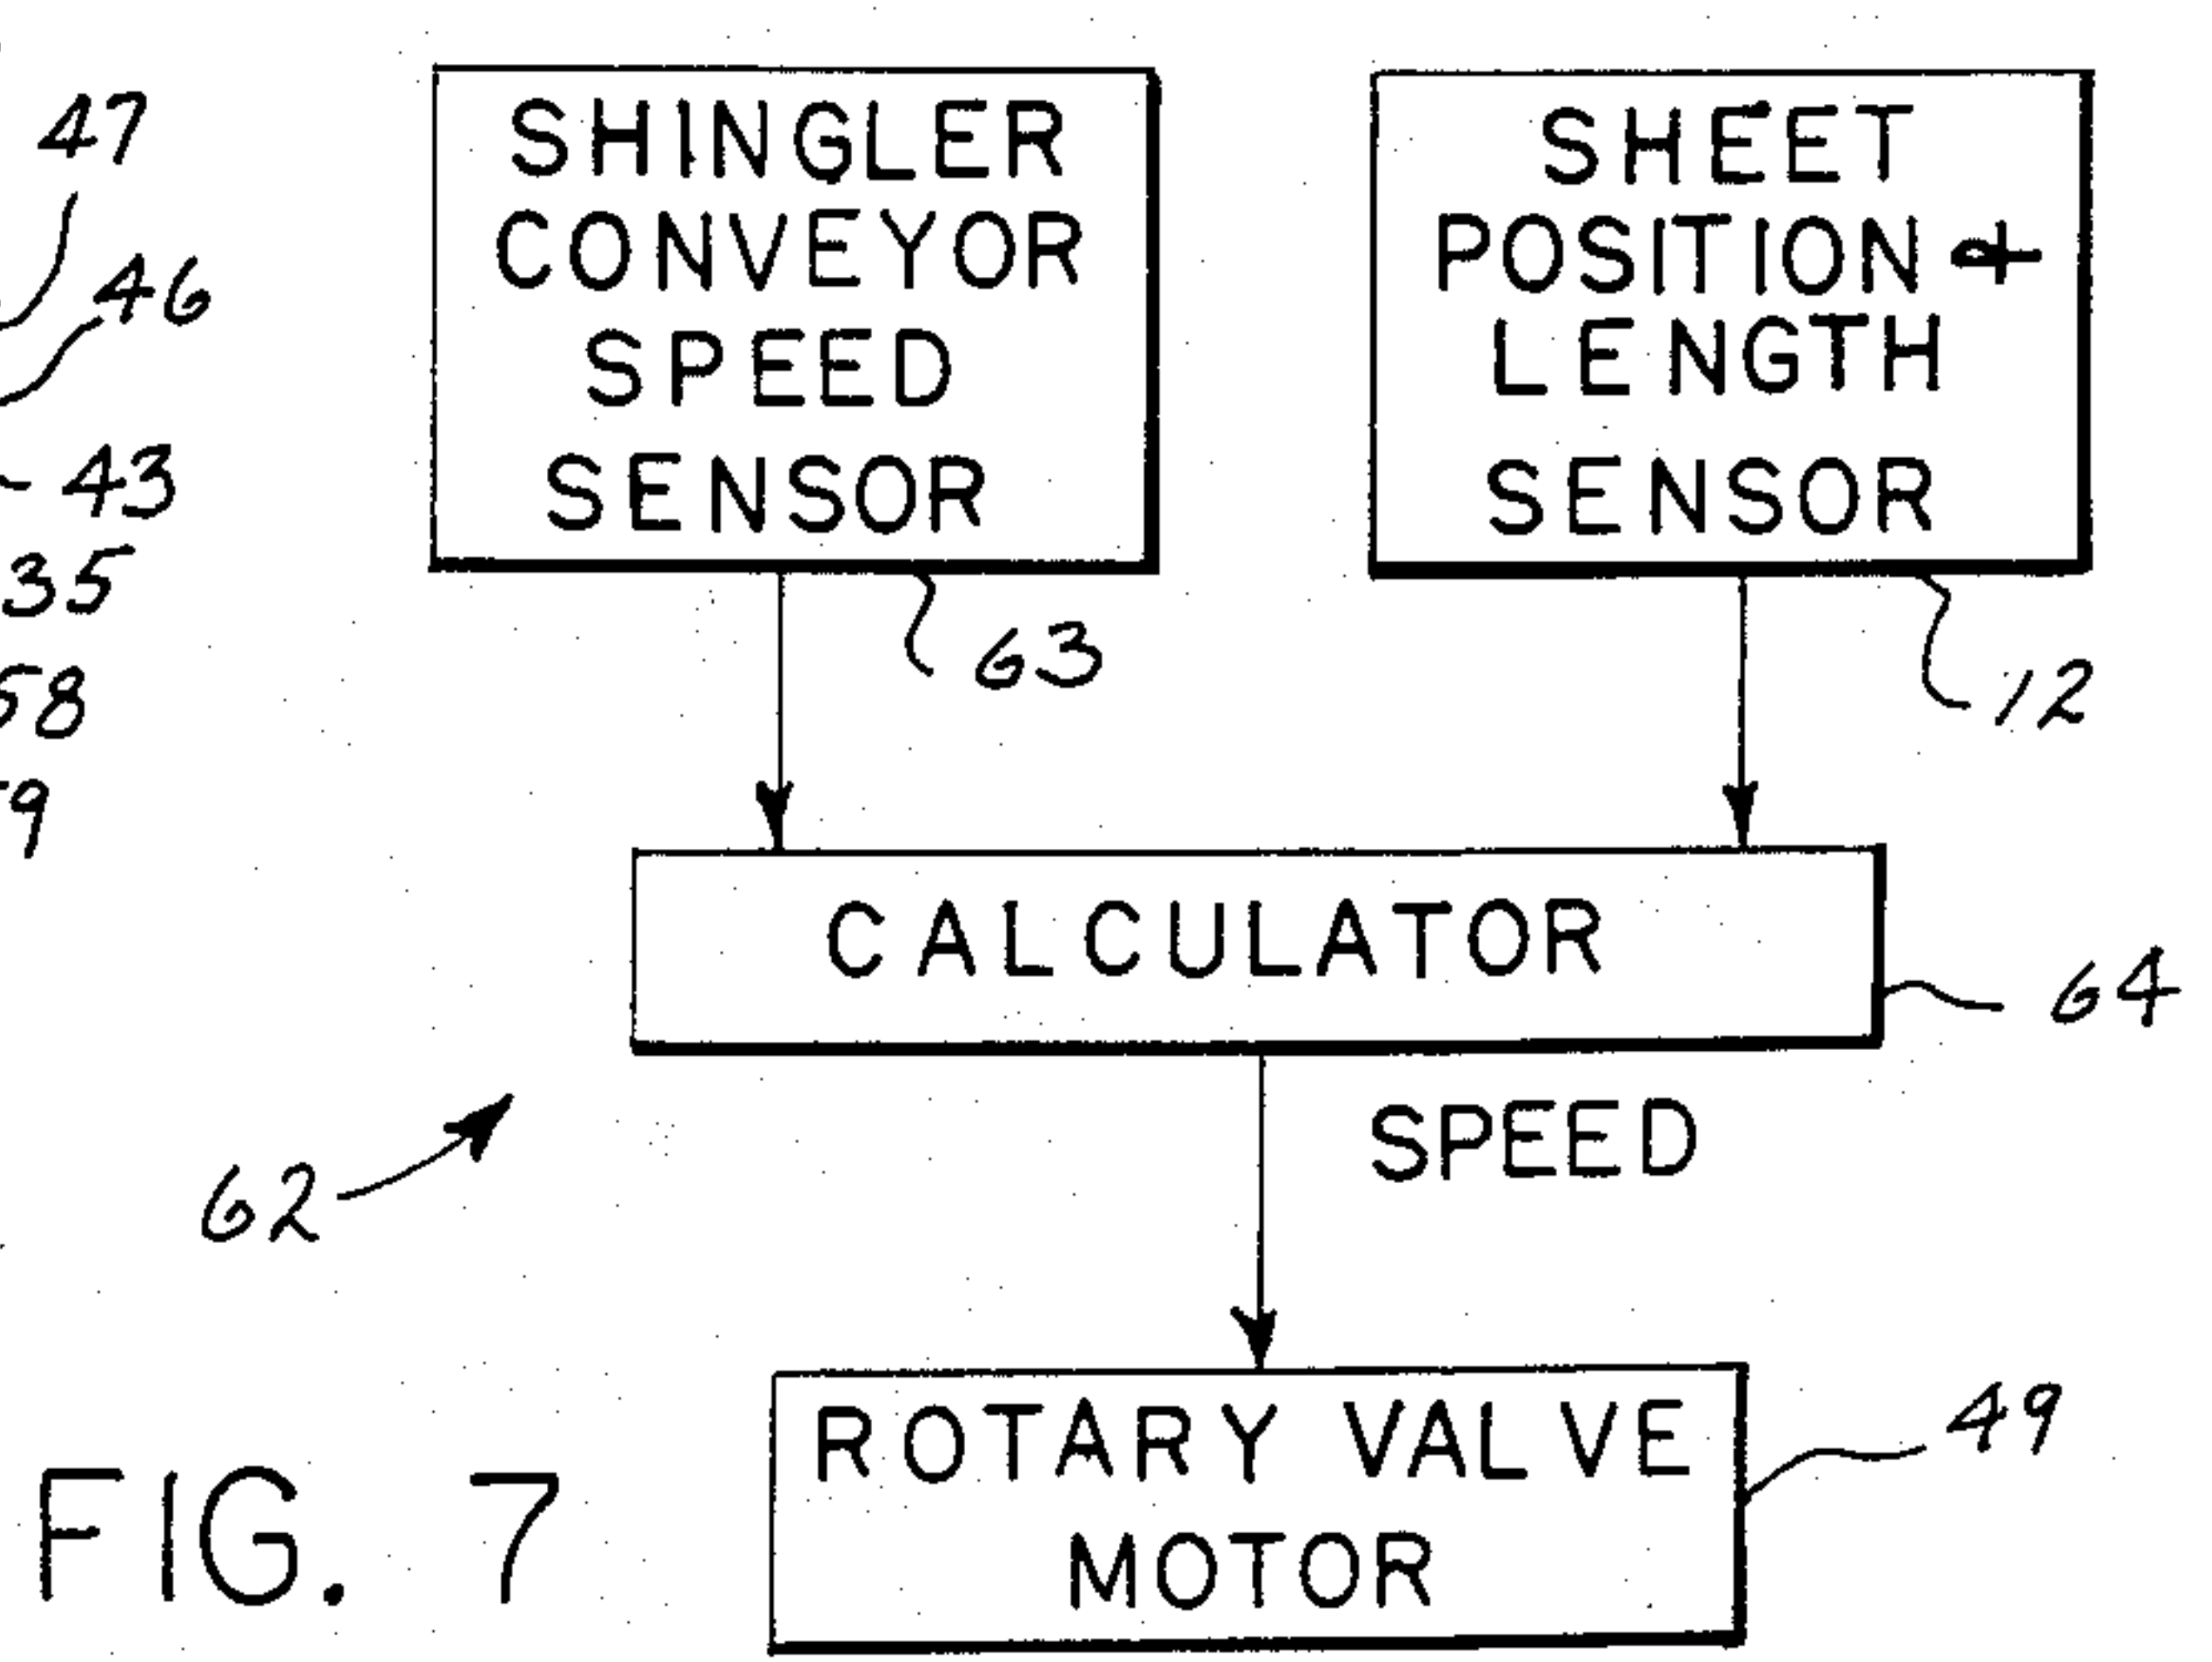 47
46
43
35
58
9
SHINGLER
CONVEYOR
SPEED
SENSOR
63
SHEET
POSITION &
LENGTH
SENSOR
12
CALCULATOR
64
SPEED
62
ROTARY VALVE
MOTOR
49
FIG. 7